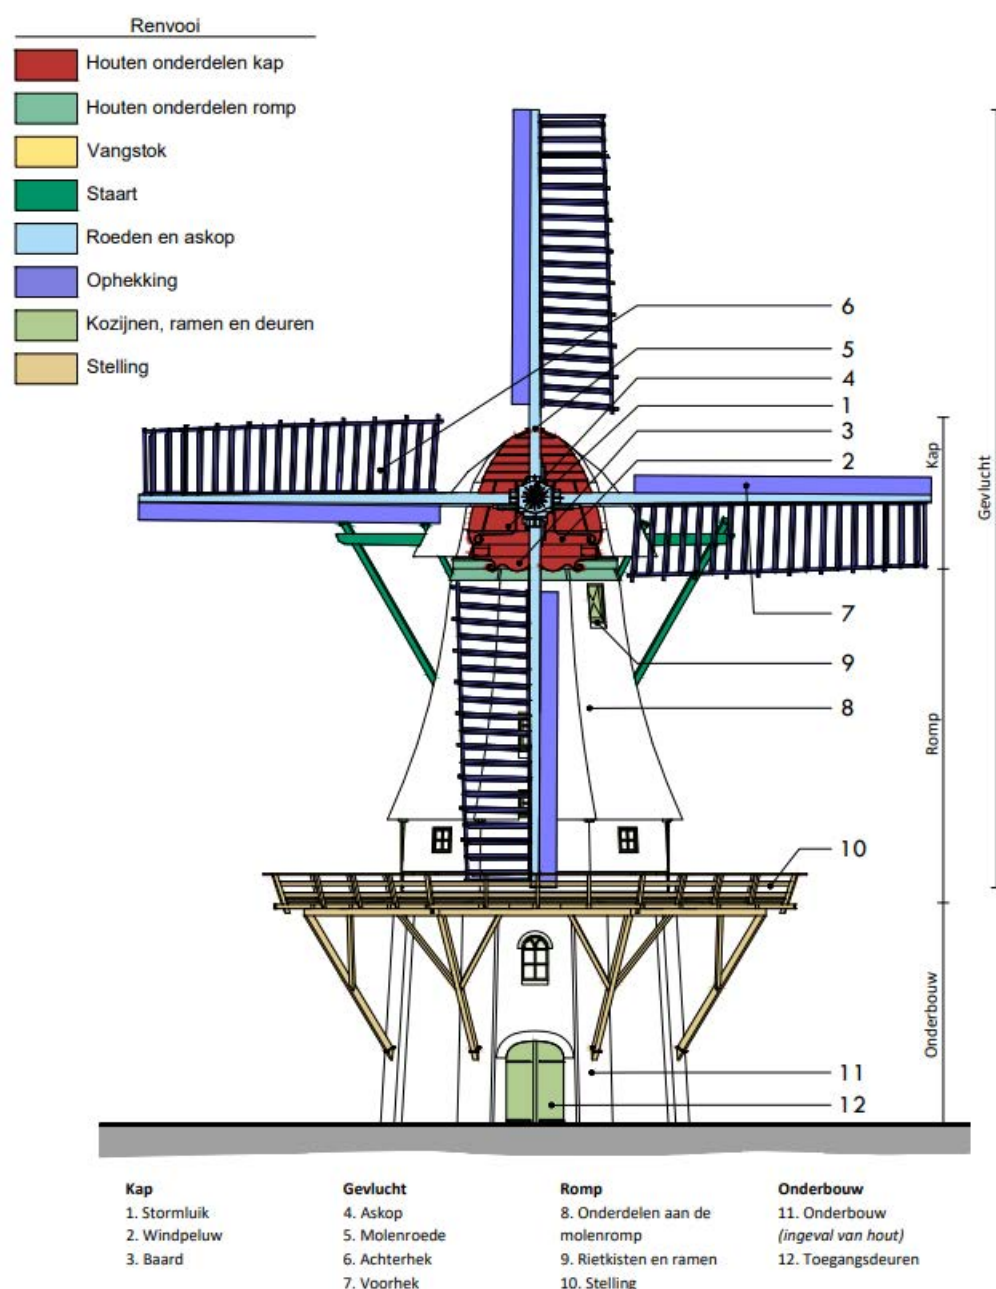 Renvooi
Houten onderdelen kap
Houten onderdelen romp
Vangstok
Staart
Roeden en askop
Ophekking
Kozijnen, ramen en deuren
Stelling
6
5
4
1
3
2
7
9
8
10
11
12
Kap
Gevlucht
Romp
Onderbouw
Kap
1. Stormluik
2. Windpeluw
3. Baard
Gevlucht
4. Askop
5. Molenroede
6. Achterhek
7. Voorhek
Romp
8. Onderdelen aan de
molenromp
9. Rietkisten en ramen
10. Stelling
Onderbouw
11. Onderbouw
(ingeval van hout)
12. Toegangsdeuren